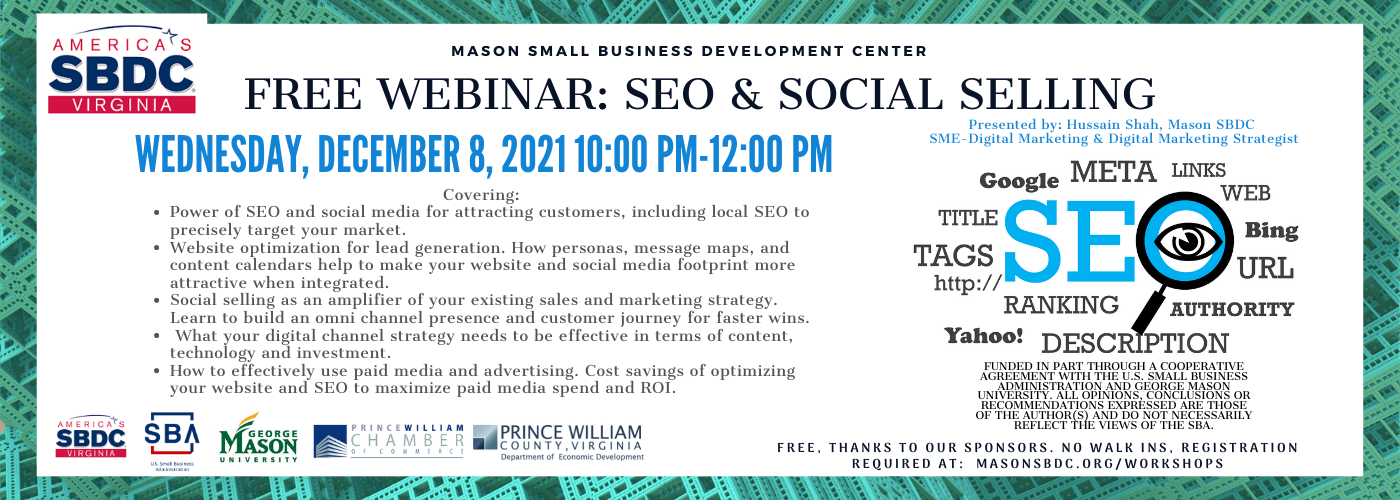 AMERICA'S
SBDC
VIRGINIA
MASON SMALL BUSINESS DEVELOPMENT CENTER
FREE WEBINAR: SEO & SOCIAL SELLING
WEDNESDAY, DECEMBER 8, 2021 10:00 PM-12:00 PM
Presented by: Hussain Shah, Mason SBDC
SME-Digital Marketing & Digital Marketing Strategist
Covering:
• Power of SEO and social media for attracting customers, including local SEO to
precisely target your market.
• Website optimization for lead generation. How personas, message maps, and
content calendars help to make your website and social media footprint more
attractive when integrated.
• Social selling as an amplifier of your existing sales and marketing strategy.
Learn to build an omni channel presence and customer journey for faster wins.
• What your digital channel strategy needs to be effective in terms of content,
technology and investment.
• How to effectively use paid media and advertising. Cost savings of optimizing
your website and SEO to maximize paid media spend and ROI.
Google META LINKS
WEB
TITLE
SEO
Bing
TAGS
URL
http://
RANKING
AUTHORITY
Yahoo!
DESCRIPTION
FUNDED IN PART THROUGH A COOPERATIVE
AGREEMENT WITH THE U.S. SMALL BUSINESS
ADMINISTRATION AND GEORGE MASON
UNIVERSITY. ALL OPINIONS, CONCLUSIONS OR
RECOMMENDATIONS EXPRESSED ARE THOSE
OF THE AUTHOR(S) AND DO NOT NECESSARILY
REFLECT THE VIEWS OF THE SBA.
AMERICA'S
SBDC
VIRGINIA
SBA
U.S. Small Business
Administration
GEORGE
MASON
UNIVERSITY
PRINCE WILLIAM
CHAMBER
OF COMMERCE
PRINCE WILLIAM
COUNTY, VIRGINIA
Department of Economic Development
FREE, THANKS TO OUR SPONSORS. NO WALK INS, REGISTRATION
REQUIRED AT: MASONSBDC.ORG/WORKSHOPS